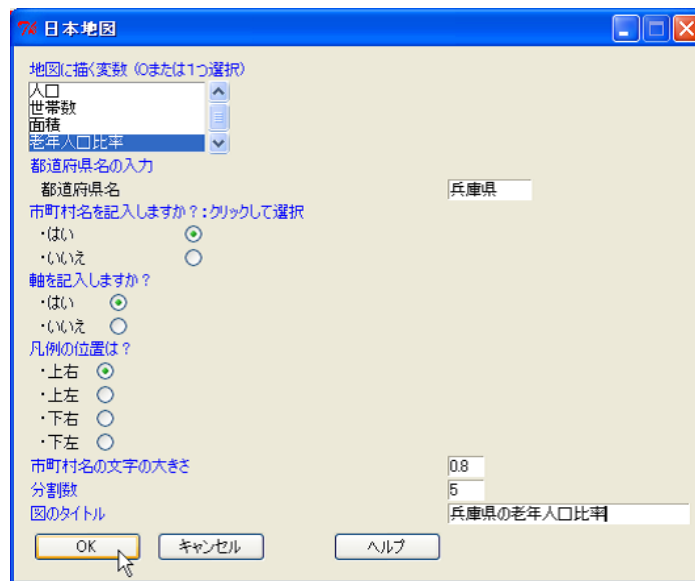 日本地図
地図に描く変数 (0または1つ選択)
人口
世帯数
面積
老年人口比率
都道府県名の入力
都道府県名 兵庫県
市町村名を記入しますか?:クリックして選択
・はい
・いいえ
軸を記入しますか?
・はい
・いいえ
凡例の位置は?
・上右
・上左
・下右
・下左
市町村名の文字の大きさ 0.8
分割数 5
図のタイトル 兵庫県の老年人口比率
OK キャンセル ヘルプ